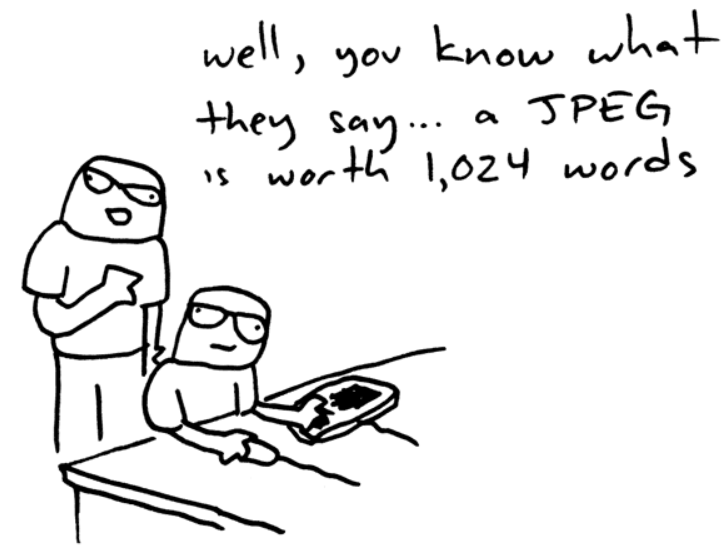 well, you know what
they say... a JPEG
is worth 1,024 words